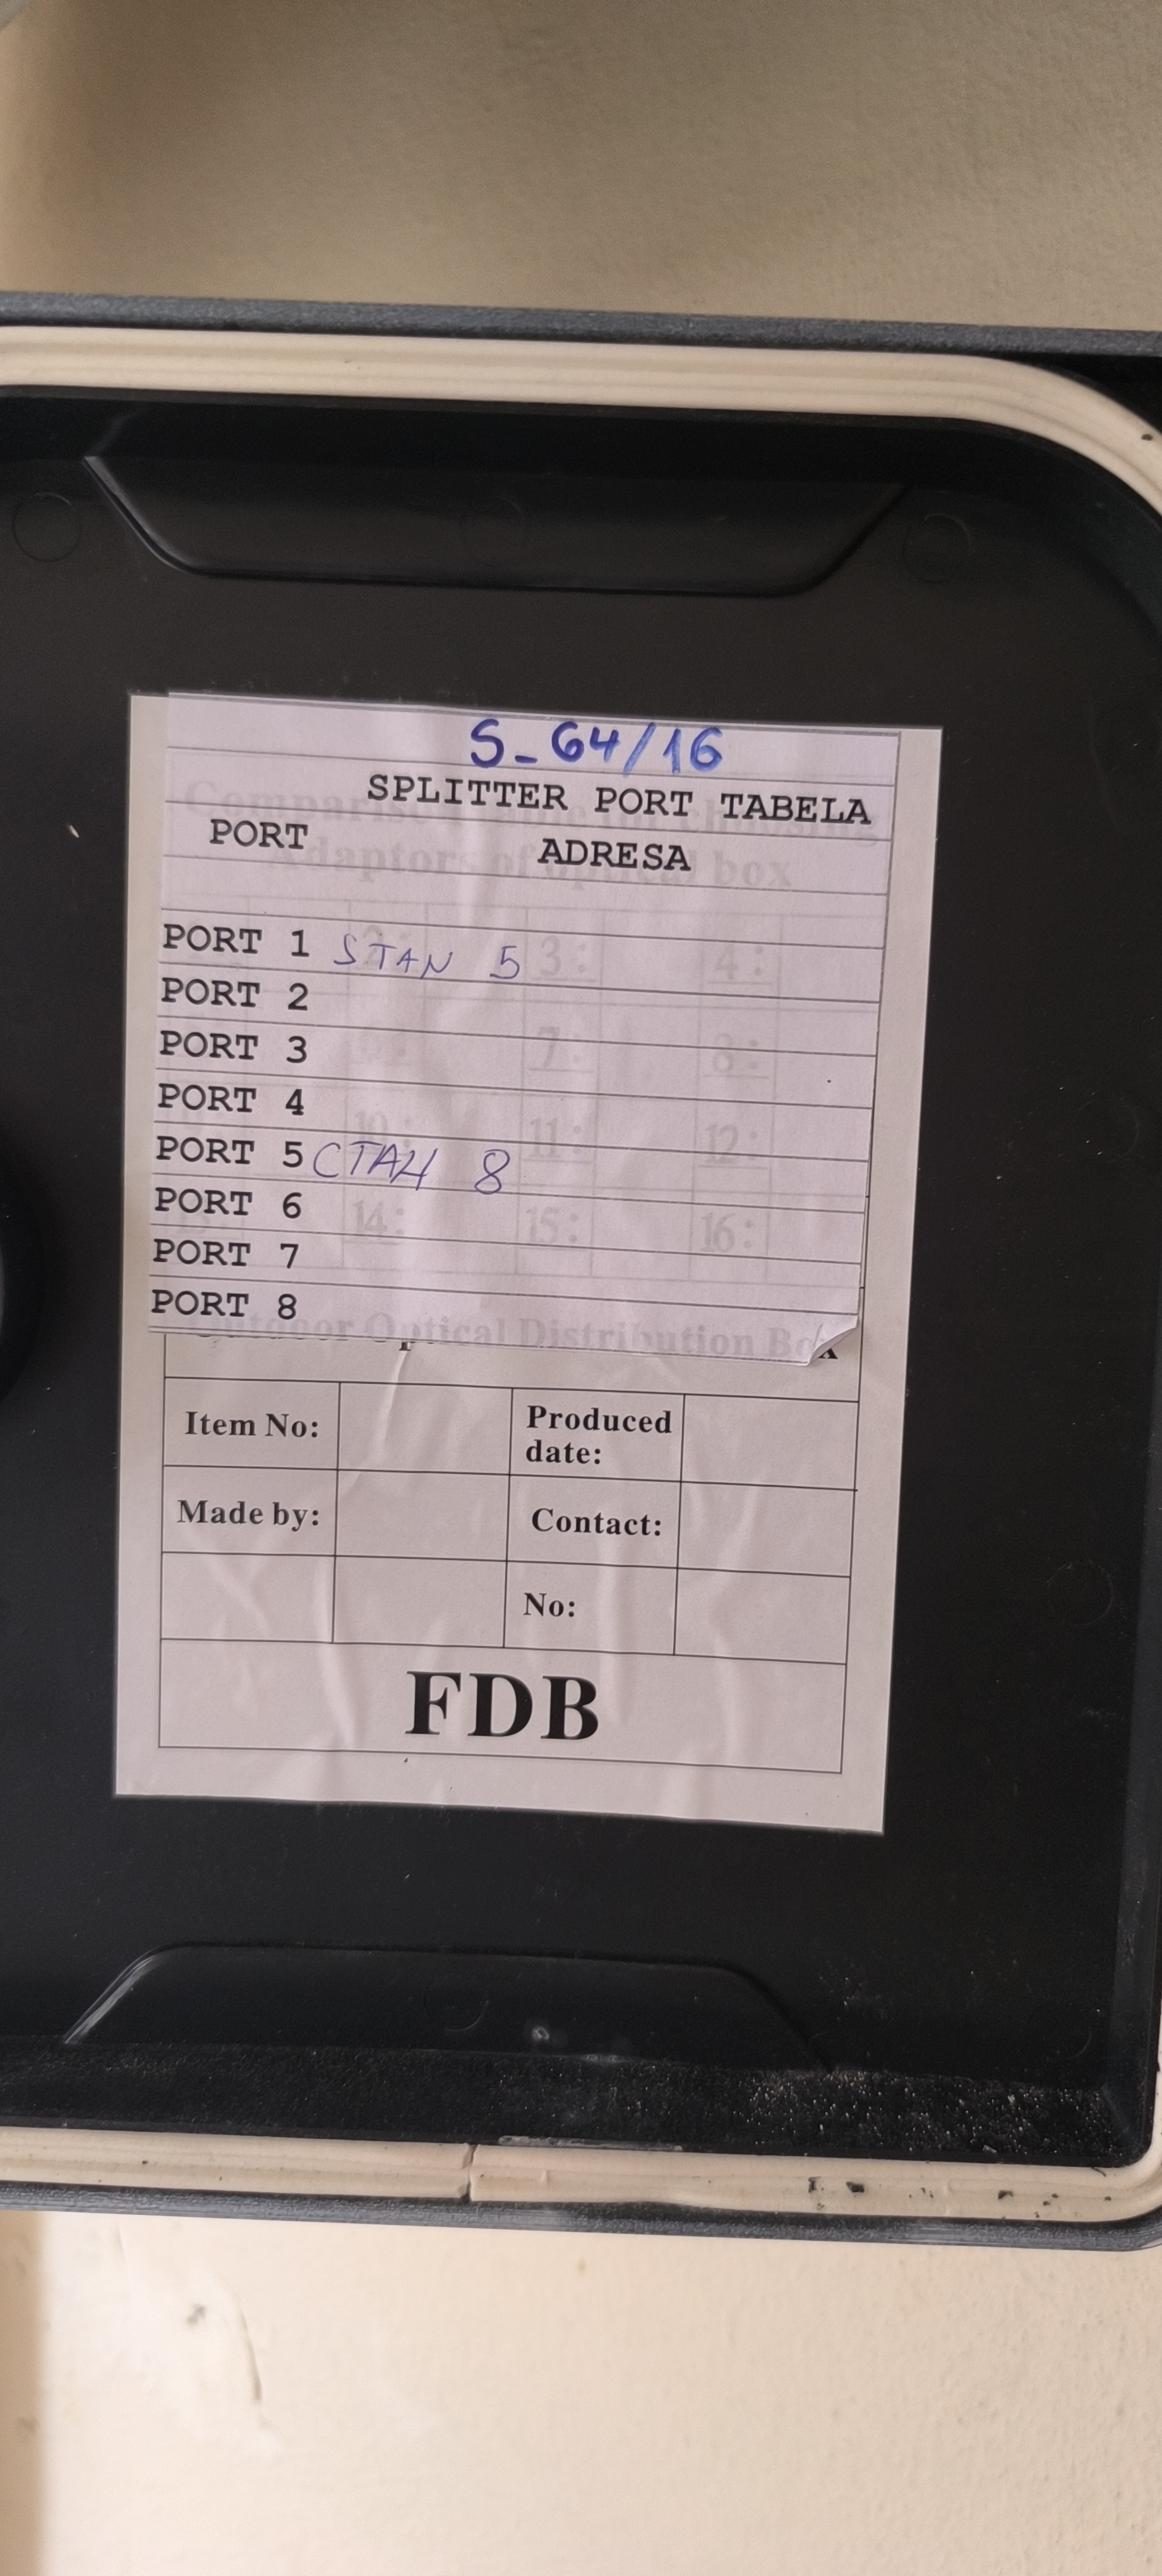 S-64/16
SPLITTER PORT TABELA
PORT ADRESA
PORT 1 STAN 5
PORT 2
PORT 3
PORT 4
PORT 5 СТАН 8
PORT 6
PORT 7
PORT 8
Outdoor Optical Distribution Box
Item No: Produced date:
Made by: Contact:
No:
FDB